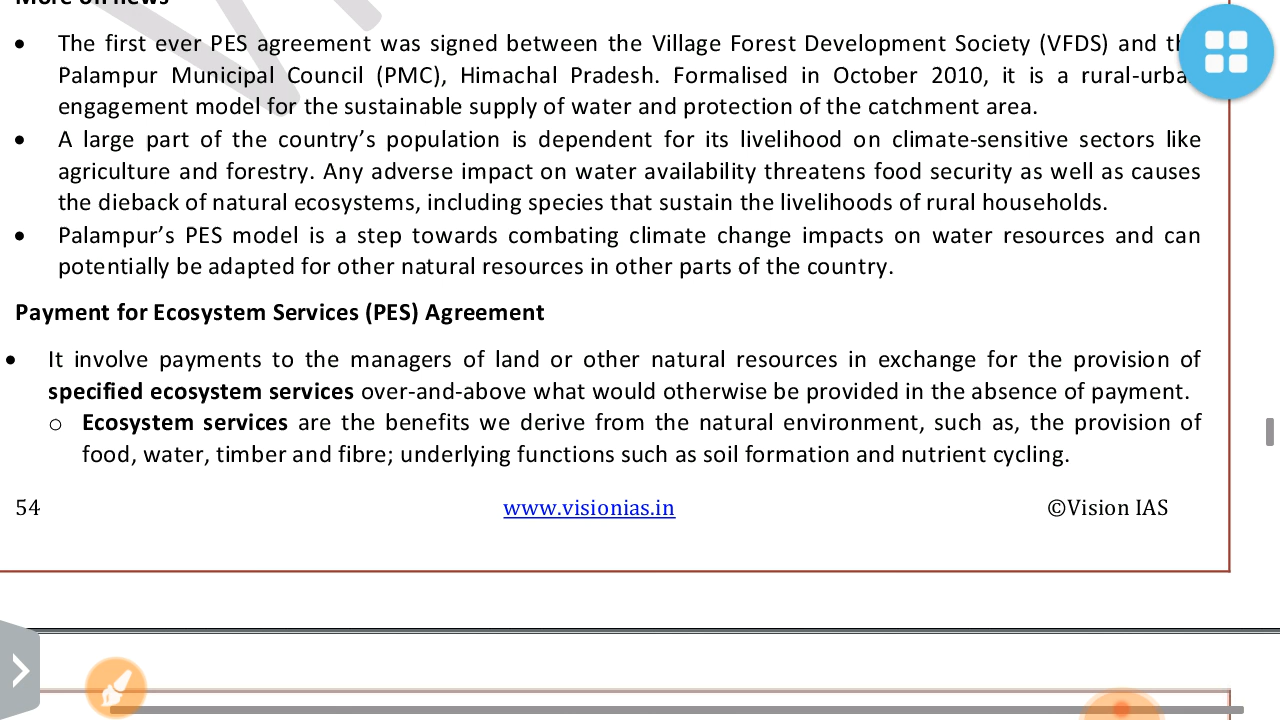 More on news
• The first ever PES agreement was signed between the Village Forest Development Society (VFDS) and
Palampur Municipal Council (PMC), Himachal Pradesh. Formalised in October 2010, it is a
engagement model for the sustainable supply of water and protection of the catchment area.
• A large part of the country’s population is dependent for its livelihood on climate-sensitive sectors like
agriculture and forestry. Any adverse impact on water availability threatens food security as well as causes
the dieback of natural ecosystems, including species that sustain the livelihoods of rural households.
• Palampur’s PES model is a step towards combating climate change impacts on water resources and can
potentially be adapted for other natural resources in other parts of the country.
Payment for Ecosystem Services (PES) Agreement
• It involve payments to the managers of land or other natural resources in exchange for the provision of
specified ecosystem services over-and-above what would otherwise be provided in the absence of payment.
o Ecosystem services are the benefits we derive from the natural environment, such as, the provision of
food, water, timber and fibre; underlying functions such as soil formation and nutrient cycling.
54 www.visionias.in ©Vision IAS